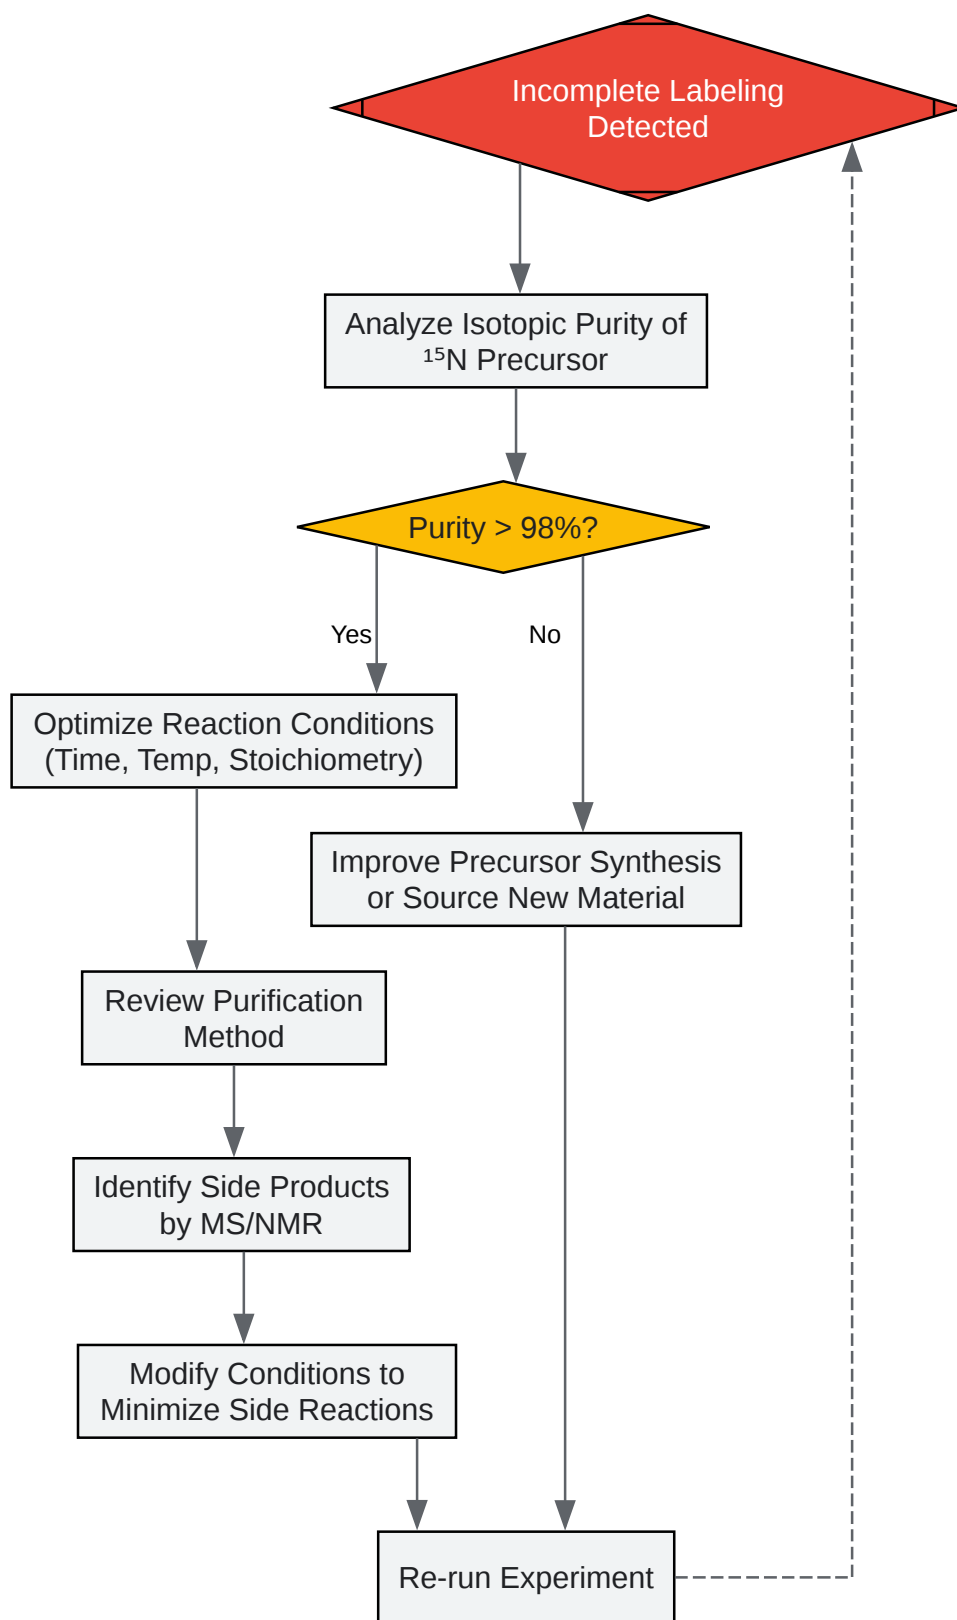 Incomplete Labeling
Detected
Analyze Isotopic Purity of
¹⁵N Precursor
Purity > 98%?
Yes
No
Optimize Reaction Conditions
(Time, Temp, Stoichiometry)
Improve Precursor Synthesis
or Source New Material
Review Purification
Method
Identify Side Products
by MS/NMR
Modify Conditions to
Minimize Side Reactions
Re-run Experiment